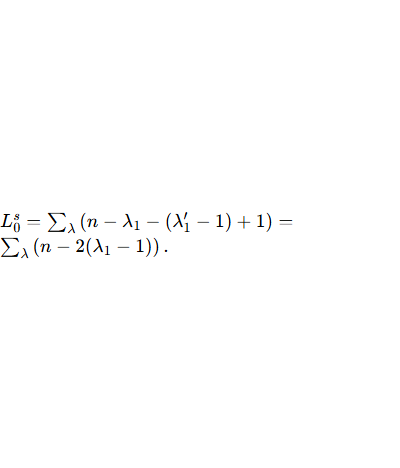 $L_0^s = \sum_\lambda (n - \lambda_1 - (\lambda_1' - 1) + 1) =$
$\sum_\lambda (n - 2(\lambda_1 - 1)) .$